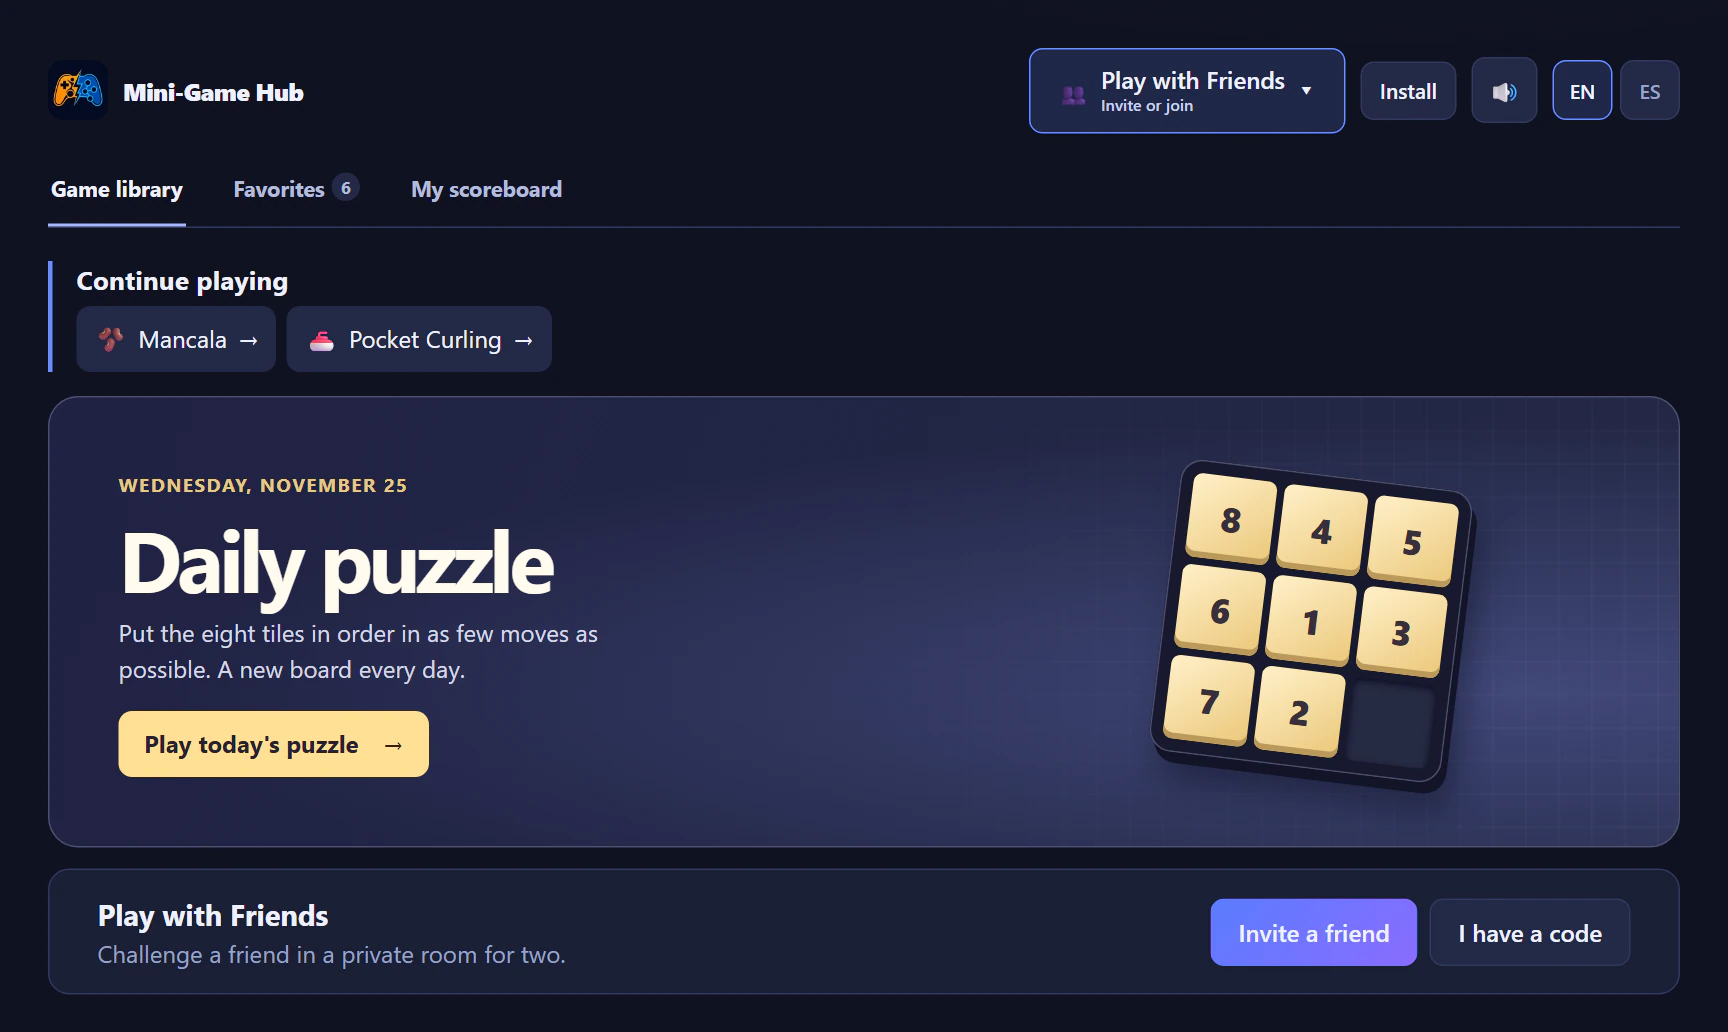 Mini-Game Hub
Play with Friends ▼
Invite or join
Install
EN
ES
Game library
Favorites 6
My scoreboard
Continue playing
Mancala →
Pocket Curling →
WEDNESDAY, NOVEMBER 25
Daily puzzle
Put the eight tiles in order in as few moves as
possible. A new board every day.
Play today's puzzle →
8 4 5
6 1 3
7 2
Play with Friends
Challenge a friend in a private room for two.
Invite a friend
I have a code